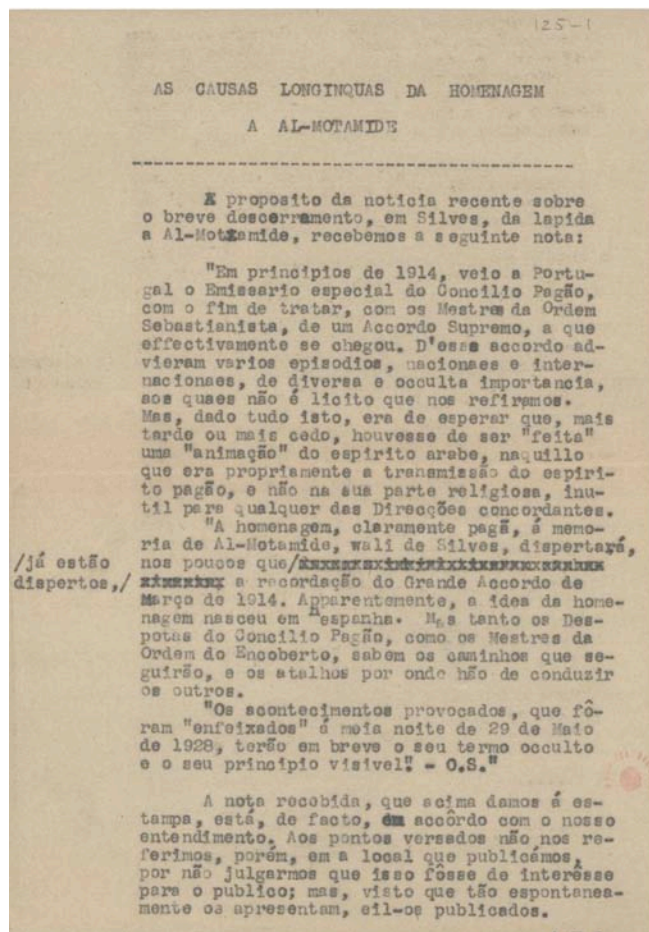 125-1
AS CAUSAS LONGINQUAS DA HOMENAGEM
A AL-MOTAMIDE
A proposito da noticia recente sobre
o breve descerramento, em Silves, da lapida
a Al-Motamide, recebemos a seguinte nota:
"Em principios de 1914, veio a Portu-
gal o Emissario especial do Concilio Pagão,
com o fim de tratar, com os Mestres da Ordem
Sebastianista, de um Accordo Supremo, a que
effectivamente se chegou. D'esse accordo ad-
vieram varios episodios, nacionaes e inter-
nacionaes, de diversa e occulta importancia,
aos quaes não é licito que nos refiramos.
Mas, dado tudo isto, era de esperar que, mais
tarde ou mais cedo, houvesse de ser "feita"
uma "animação" do espirito arabe, naquillo
que era propriamente a transmissão do espiri-
to pagão, e não na sua parte religiosa, inu-
til para qualquer das Direcções concordantes.
"A homenagem, claramente pagã, á memo-
ria de Al-Motamide, wali de Silves, dispertará,
/já estão
nos poucos que/
dispertos,/
a recordação do Grande Accordo de
Março de 1914. Apparentemente, a idea da home-
nagem nasceu em Hespanha. Mas tanto os Des-
potas do Concilio Pagão, como os Mestres da
Ordem do Encoberto, sabem os caminhos que se-
guirão, e os atalhos por onde hão de conduzir
os outros.
"Os acontecimentos provocados, que fô-
ram "enfeixados" á meia noite de 29 de Maio
de 1928, terão em breve o seu termo occulto
e o seu principio visivel". - O.S."
A nota recebida, que acima damos á es-
tampa, está, de facto, em accôrdo com o nosso
entendimento. Aos pontos versados não nos re-
ferimos, porém, em a local que publicámos,
por não julgarmos que isso fôsse de interêsse
para o publico; mas, visto que tão espontanea-
mente os apresentam, eil-os publicados.